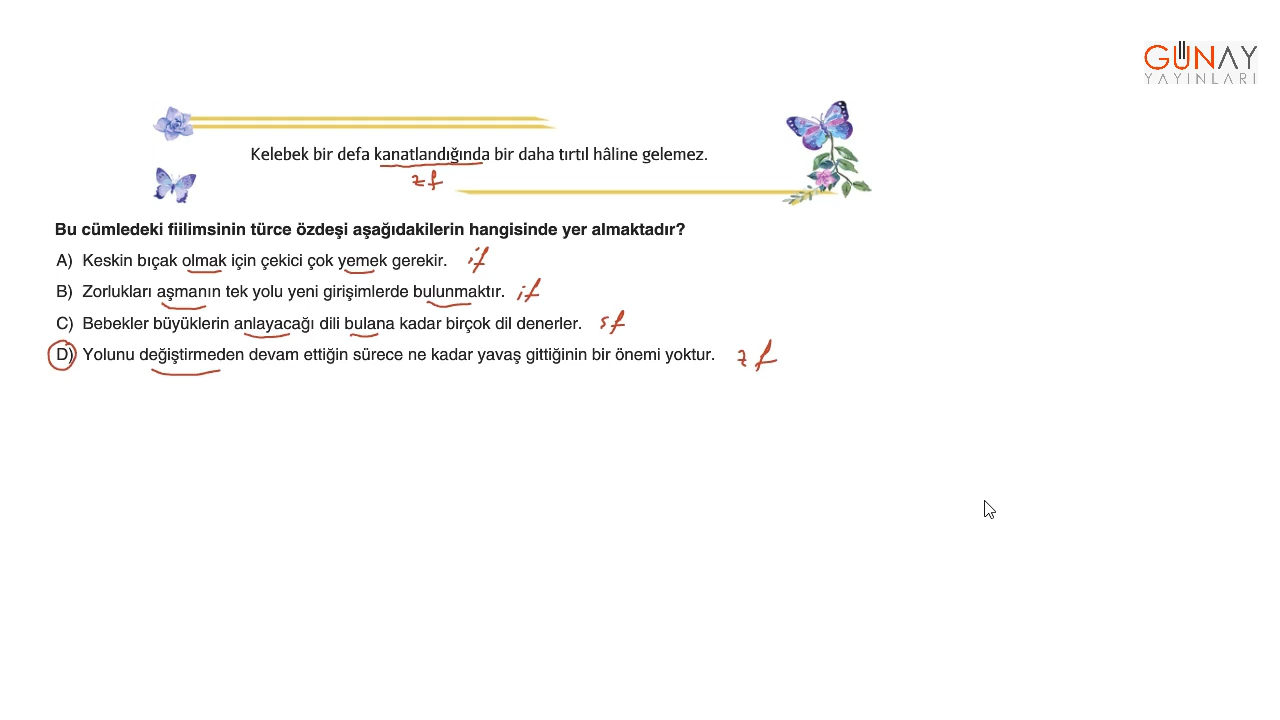 GÜNAY
YAYINLARI
Kelebek bir defa kanatlandığında bir daha tırtıl hâline gelemez.
zf
Bu cümledeki fiilimsinin türce özdeşi aşağıdakilerin hangisinde yer almaktadır?
A) Keskin bıçak olmak için çekici çok yemek gerekir. if
B) Zorlukları aşmanın tek yolu yeni girişimlerde bulunmaktır. if
C) Bebekler büyüklerin anlayacağı dili bulana kadar birçok dil denerler. sf
D) Yolunu değiştirmeden devam ettiğin sürece ne kadar yavaş gittiğinin bir önemi yoktur. zf